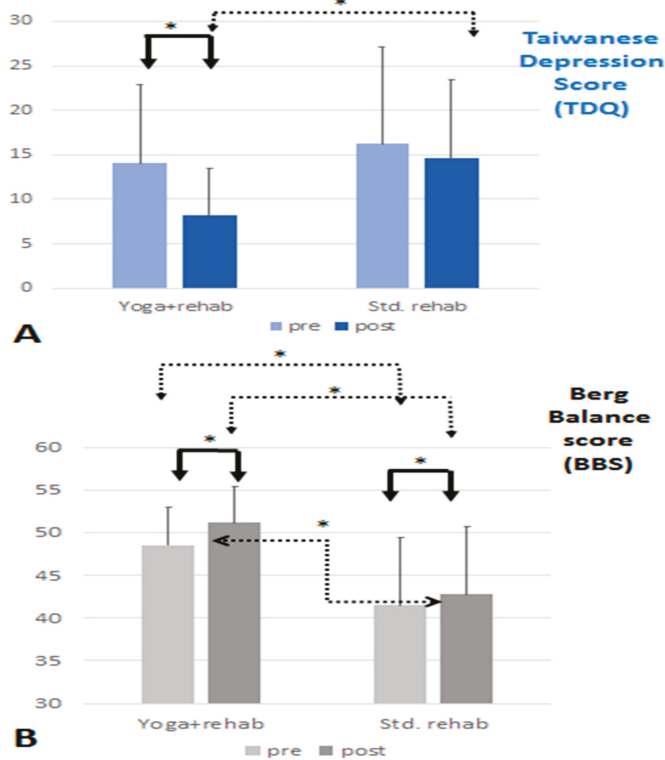 *
30
*
25
20
15
10
5
0
Taiwanese
Depression
Score
(TDQ)
Yoga+rehab Std. rehab
A
pre post
*
*
Berg
Balance
score
(BBS)
60
*
*
55
50
*
45
40
35
30
Yoga+rehab Std. rehab
B
pre post